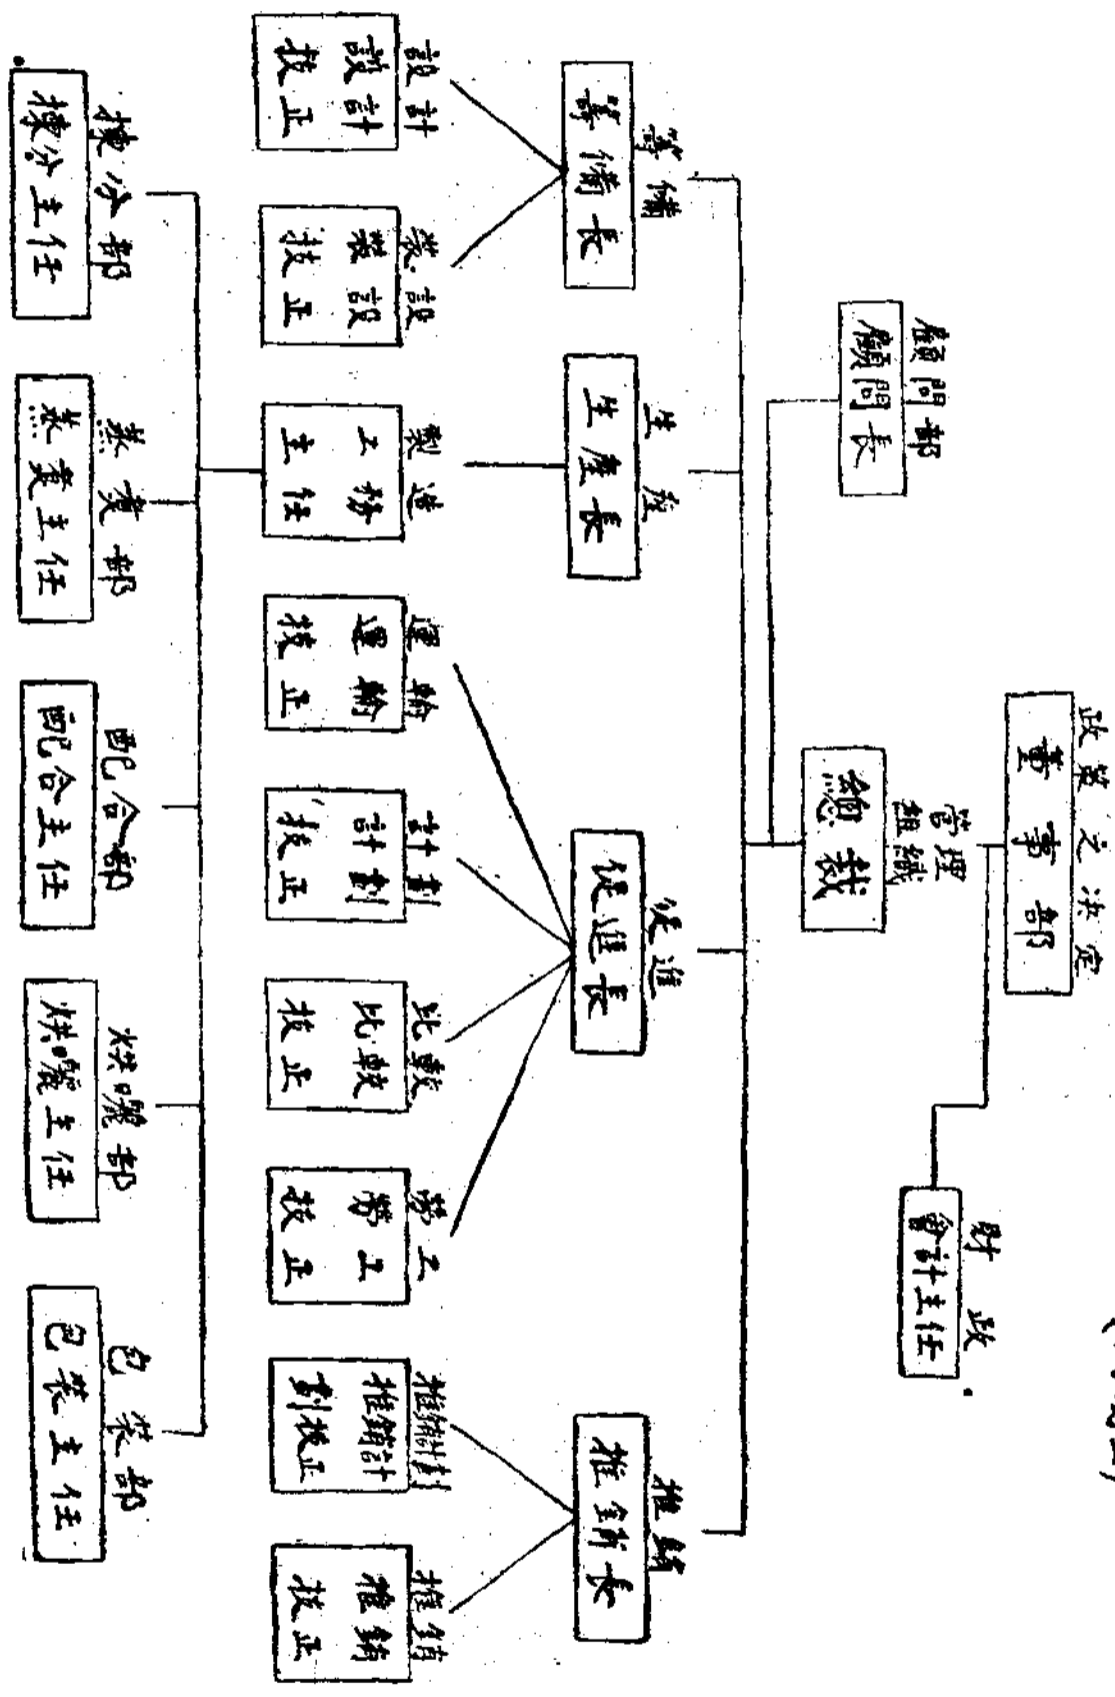 政策之決定
董事部
財政
會計主任
管理
組織
總裁
顧問部
顧問長
籌備
籌備長
生產
生產長
促進
促進長
推銷
推銷長
設計
設計
技正
裝設
裝設
技正
製造
工務
主任
運輸
運輸
技正
計劃
計劃
技正
比較
比較
技正
勞工
勞工
技正
推銷計劃
推銷計
劃技正
推銷
推銷
技正
揀分部
揀分主任
蒸賣部
蒸賣主任
配合部
配合主任
烘曬部
烘曬主任
包裝部
包裝主任